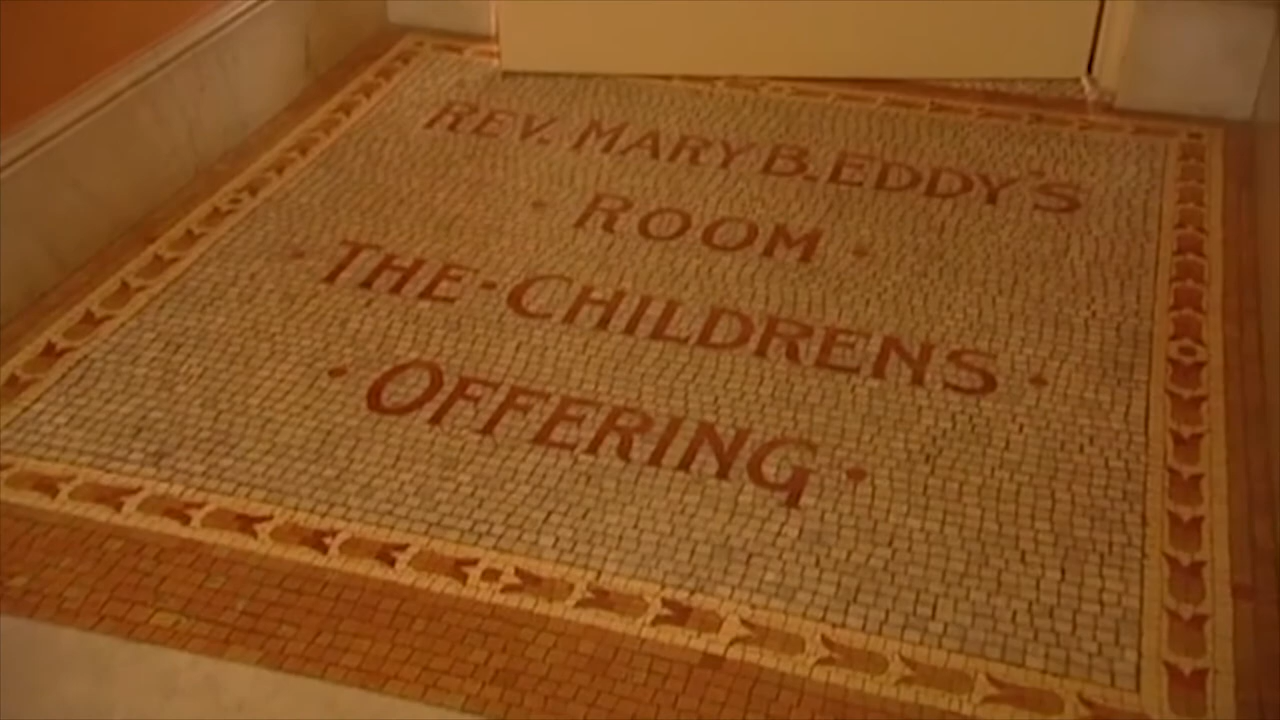 REV. MARY B. EDDY'S
· ROOM ·
· THE · CHILDRENS ·
· OFFERING ·